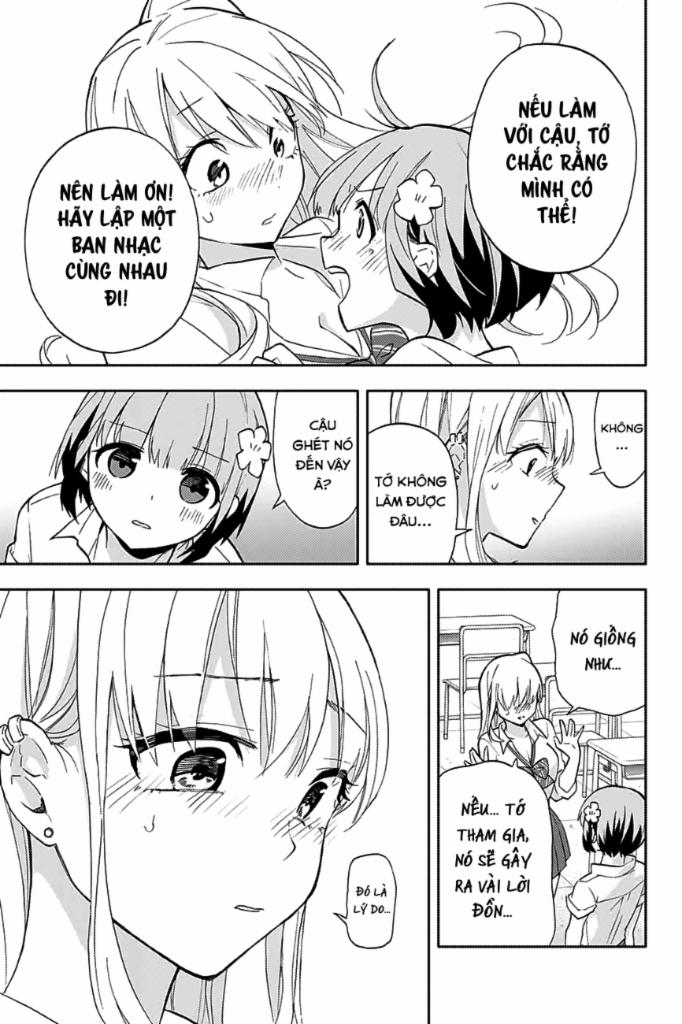 NẾU LÀM
VỚI CẬU, TỚ
CHẮC RẰNG
MÌNH CÓ
THỂ!
NÊN LÀM ƠN!
HÃY LẬP MỘT
BAN NHẠC
CÙNG NHAU
ĐI!
KHÔNG
...
TỚ KHÔNG
LÀM ĐƯỢC
ĐÂU...
CẬU
GHÉT NÓ
ĐẾN VẬY
À?
NÓ GIỐNG
NHƯ...
NẾU... TỚ
THAM GIA,
NÓ SẼ GÂY
RA VÀI LỜI
ĐỒN...
ĐÓ LÀ
LÝ DO...